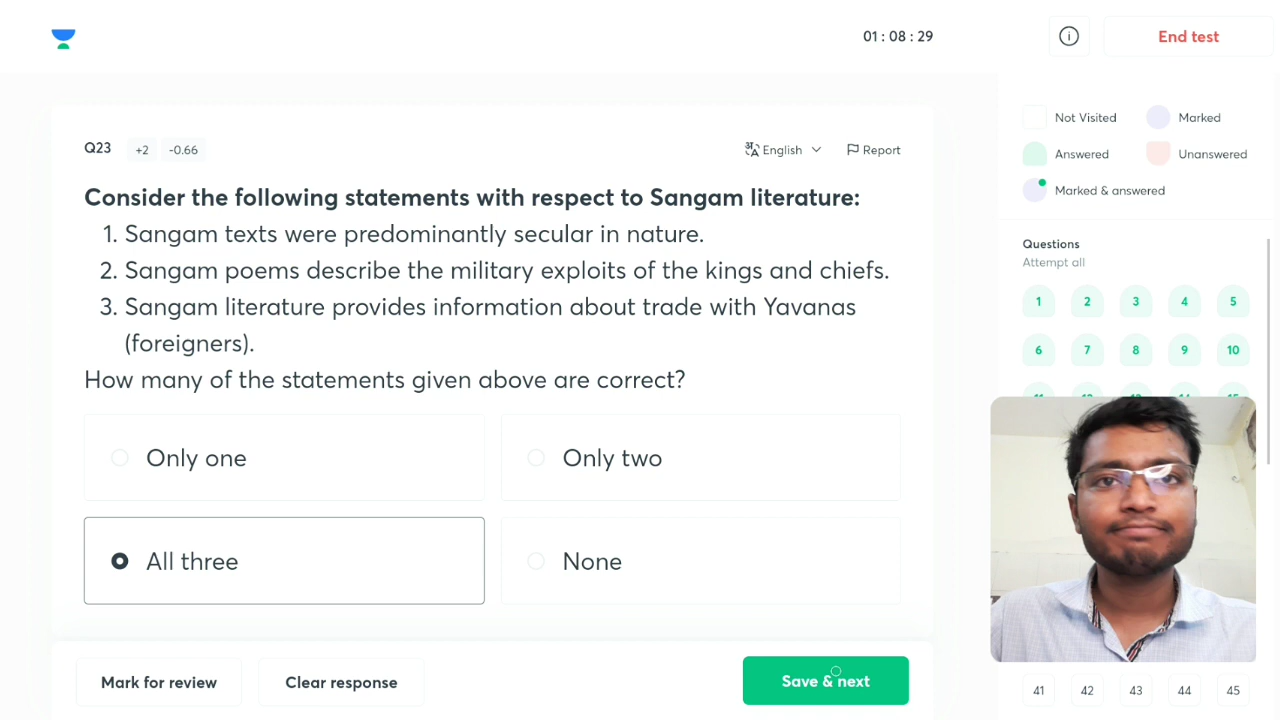 01 : 08 : 29
End test
Q23
+2
-0.66
English
Report
Consider the following statements with respect to Sangam literature:
1. Sangam texts were predominantly secular in nature.
2. Sangam poems describe the military exploits of the kings and chiefs.
3. Sangam literature provides information about trade with Yavanas
(foreigners).
How many of the statements given above are correct?
Only one
Only two
All three
None
Mark for review
Clear response
Save & next
Not Visited
Marked
Answered
Unanswered
Marked & answered
Questions
Attempt all
1 2 3 4 5
6 7 8 9 10
41 42 43 44 45